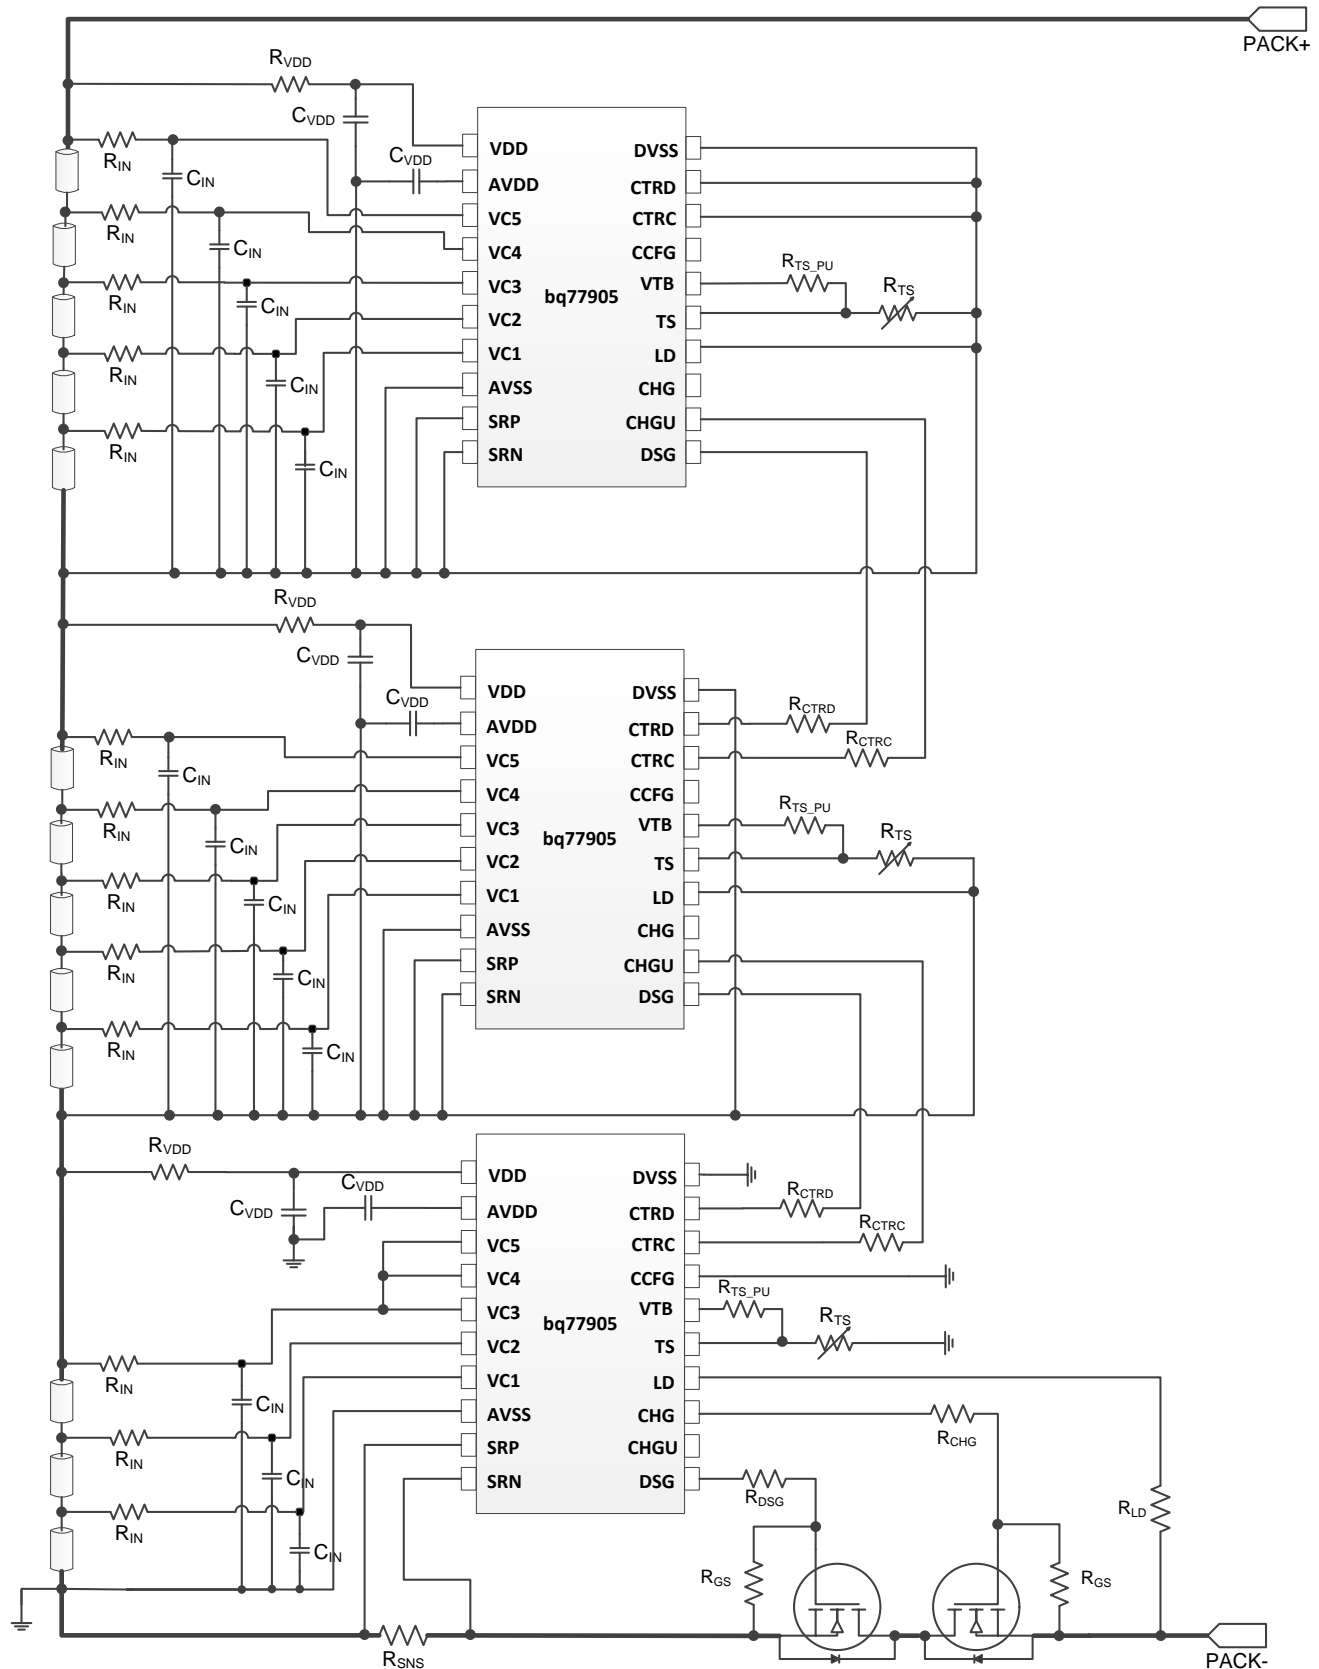 PACK+
RVDD
CVDD
CVDD
RIN
CIN
RIN
CIN
RIN
CIN
RIN
CIN
RIN
CIN
VDD
AVDD
VC5
VC4
VC3
VC2
VC1
AVSS
SRP
SRN
bq77905
DVSS
CTRD
CTRC
CCFG
VTB
TS
LD
CHG
CHGU
DSG
RTS_PU
RTS
RVDD
CVDD
CVDD
RIN
CIN
RIN
CIN
RIN
CIN
RIN
CIN
RIN
CIN
VDD
AVDD
VC5
VC4
VC3
VC2
VC1
AVSS
SRP
SRN
bq77905
DVSS
CTRD
CTRC
CCFG
VTB
TS
LD
CHG
CHGU
DSG
RCTRD
RCTRC
RTS_PU
RTS
RVDD
CVDD
CVDD
RIN
CIN
RIN
CIN
RIN
CIN
VDD
AVDD
VC5
VC4
VC3
VC2
VC1
AVSS
SRP
SRN
bq77905
DVSS
CTRD
CTRC
CCFG
VTB
TS
LD
CHG
CHGU
DSG
RCTRD
RCTRC
RTS_PU
RTS
RCHG
RDSG
RLD
RGS
RGS
RSNS
PACK-